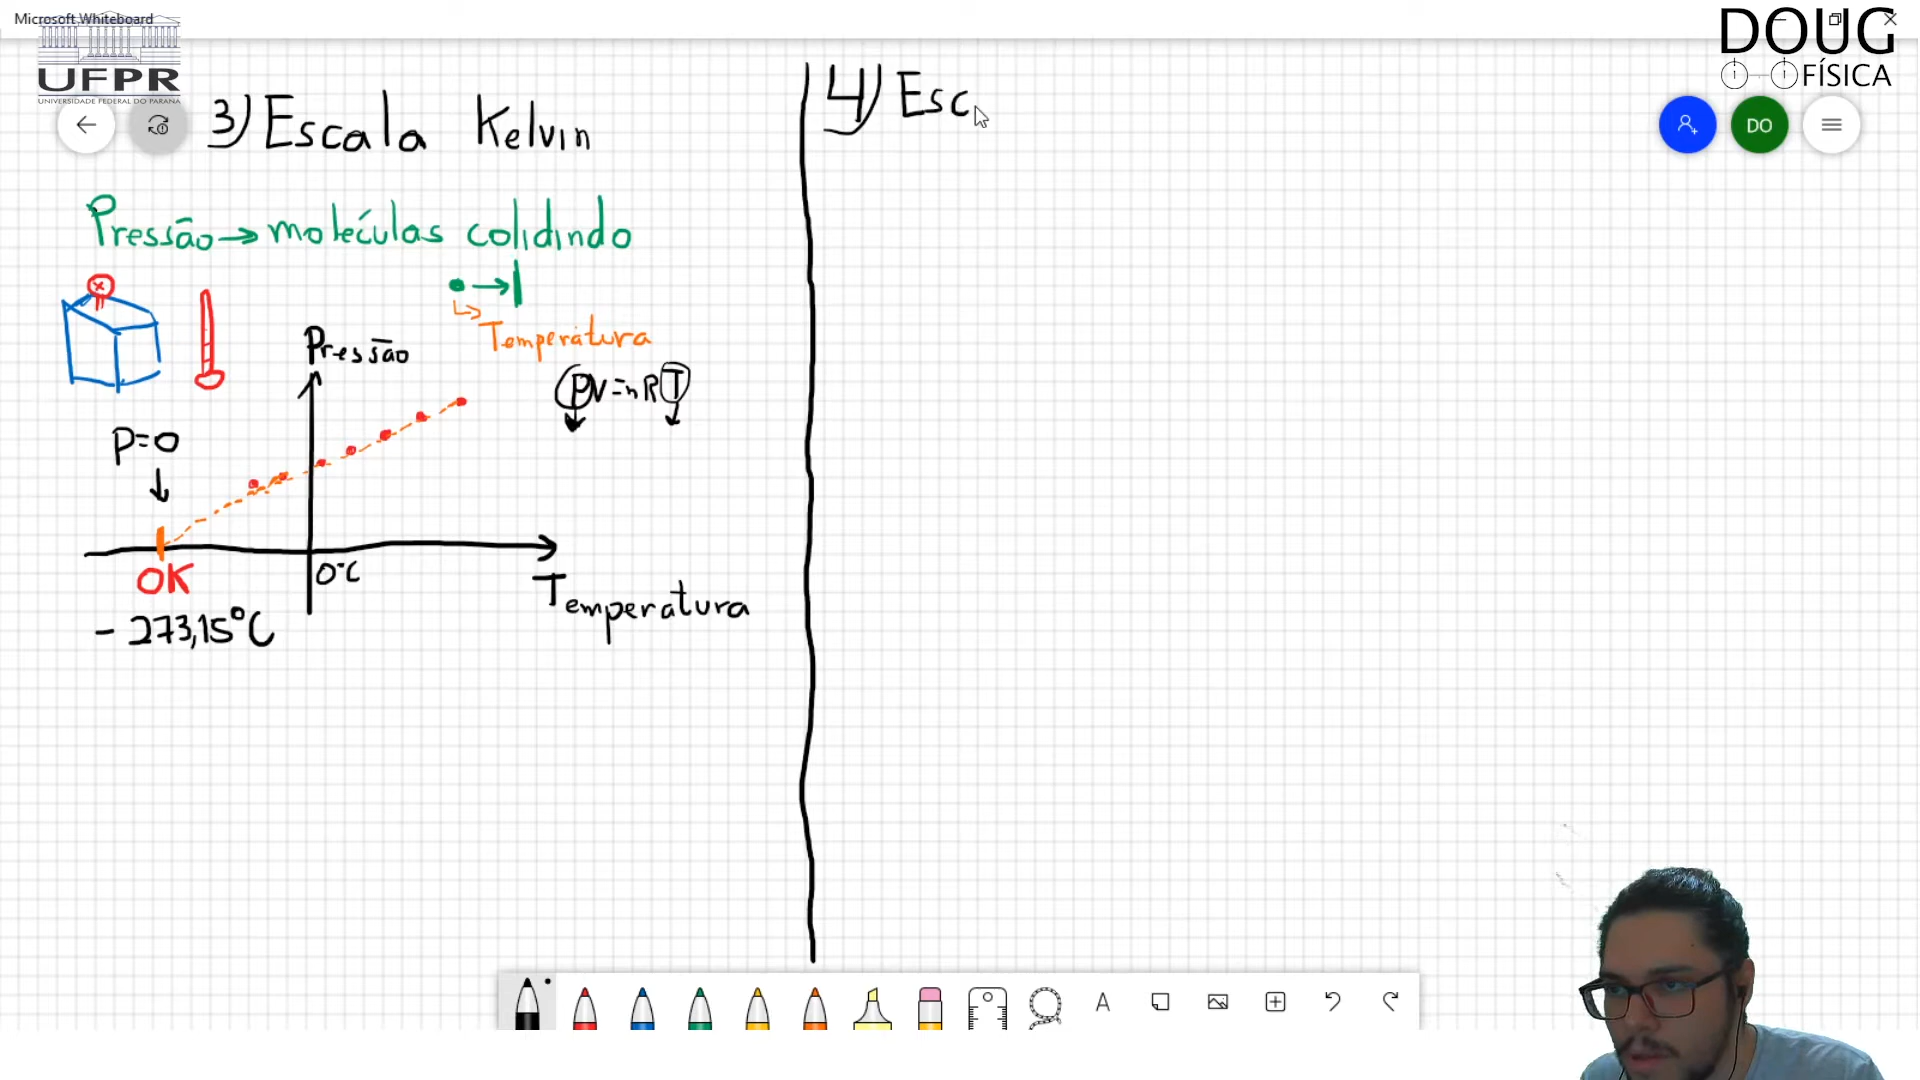 Microsoft Whiteboard
UFPR
UNIVERSIDADE FEDERAL DO PARANÁ
DOUG
FÍSICA
DO
3) Escala Kelvin
Pressão → moléculas colidindo
Temperatura
Pressão
PV = nRT
P=0
0°C
0K
Temperatura
- 273,15°C
4) Esc
A